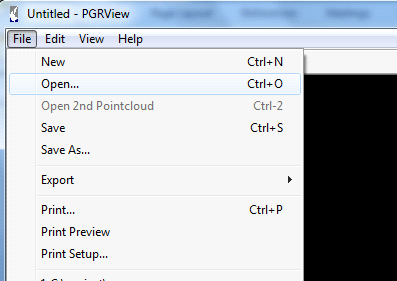 Untitled - PGRView
File Edit View Help
New Ctrl+N
Open... Ctrl+O
Open 2nd Pointcloud Ctrl-2
Save Ctrl+S
Save As...
Export
Print... Ctrl+P
Print Preview
Print Setup...